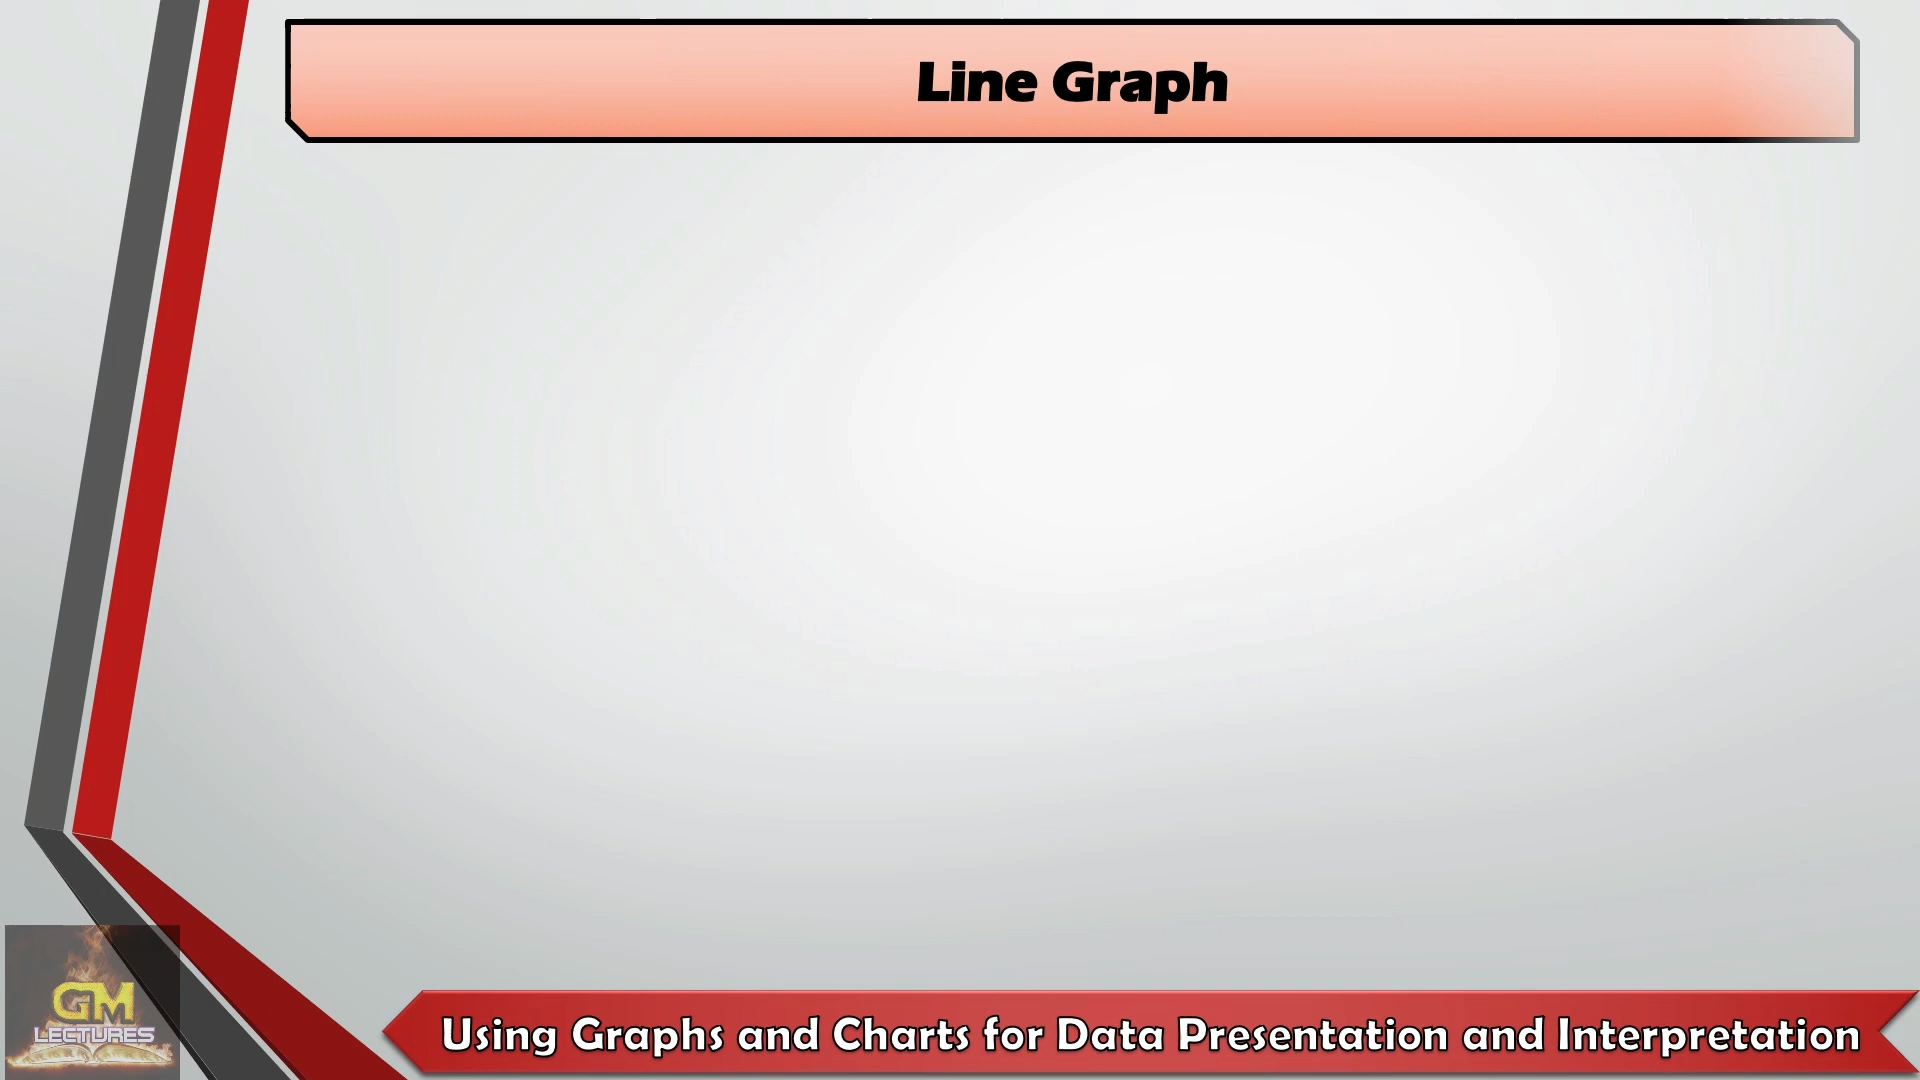 Line Graph
GM
LECTURES
Using Graphs and Charts for Data Presentation and Interpretation